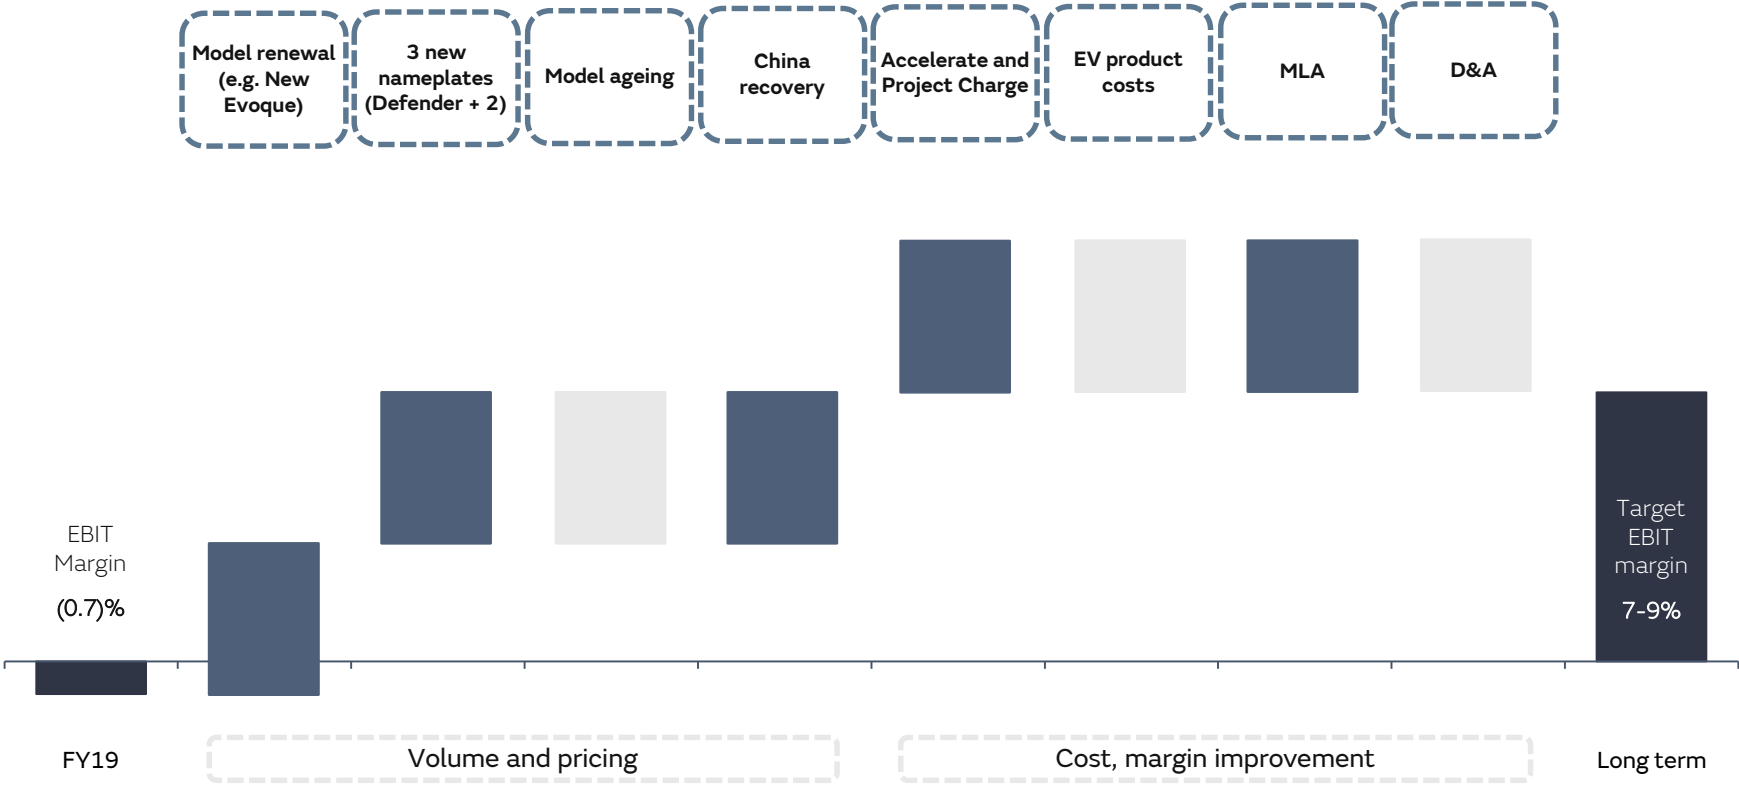 Model renewal
(e.g. New
Evoque)
3 new
nameplates
(Defender + 2)
Model ageing
China
recovery
Accelerate and
Project Charge
EV product
costs
MLA
D&A
EBIT
Margin
(0.7)%
Target
EBIT
margin
7-9%
FY19
Volume and pricing
Cost, margin improvement
Long term